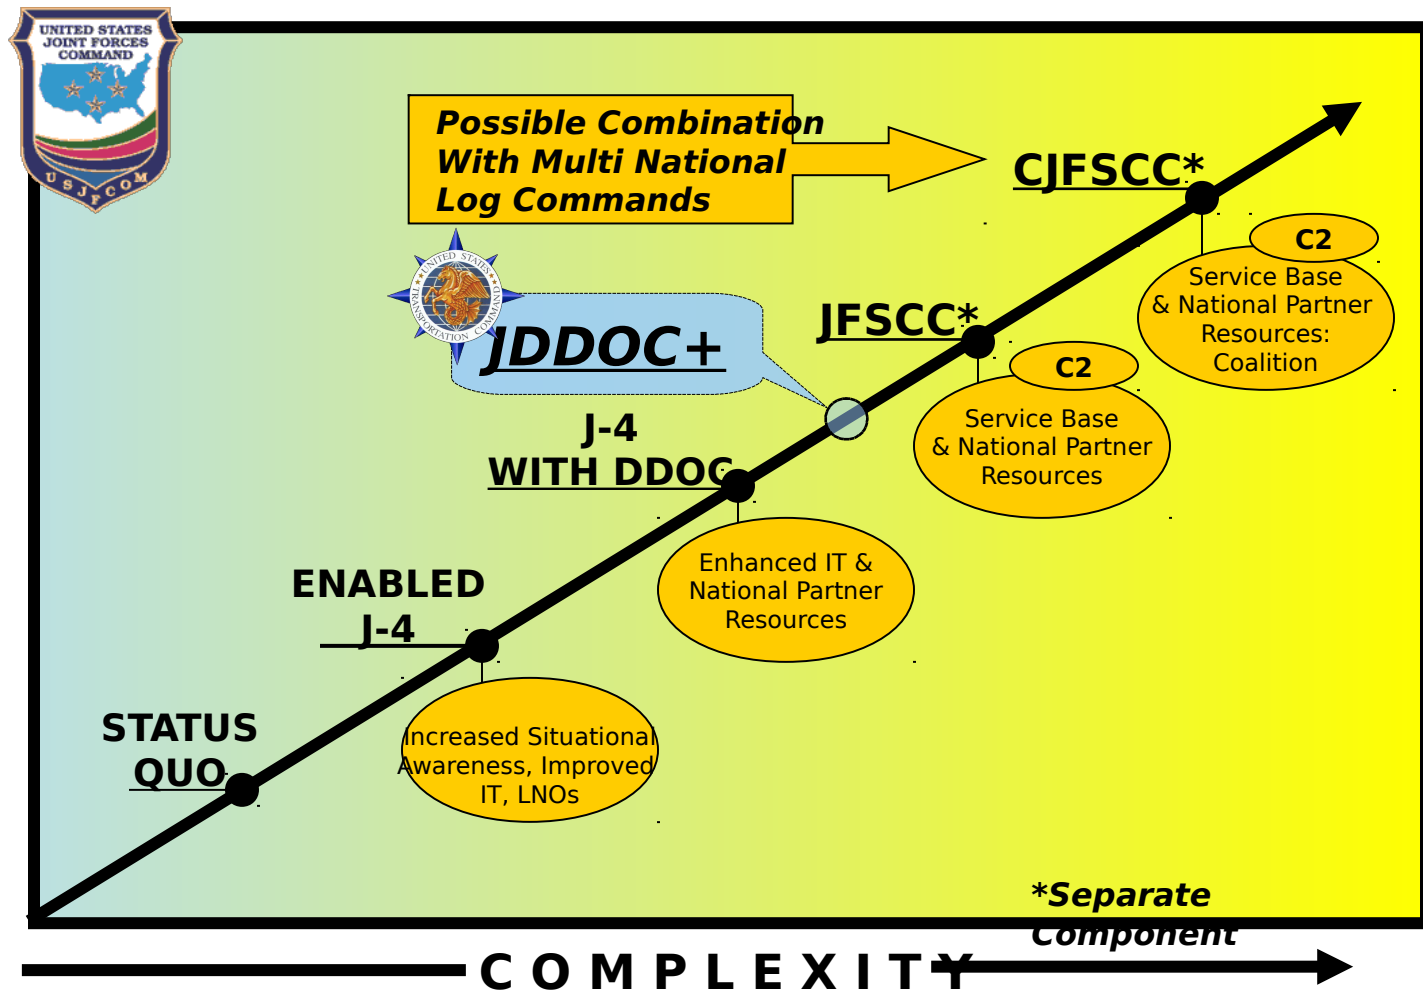 UNITED STATES
JOINT FORCES
COMMAND
USJFCOM
Possible Combination
With Multi National
Log Commands
CJFSCC*
C2
Service Base
& National Partner
Resources:
Coalition
UNITED STATES
TRANSPORTATION COMMAND
JDDOC+
JFSCC*
C2
Service Base
& National Partner
Resources
J-4
WITH DDOC
Enhanced IT &
National Partner
Resources
ENABLED
J-4
Increased Situational
Awareness, Improved
IT, LNOs
STATUS
QUO
*Separate
Component
COMPLEXITY